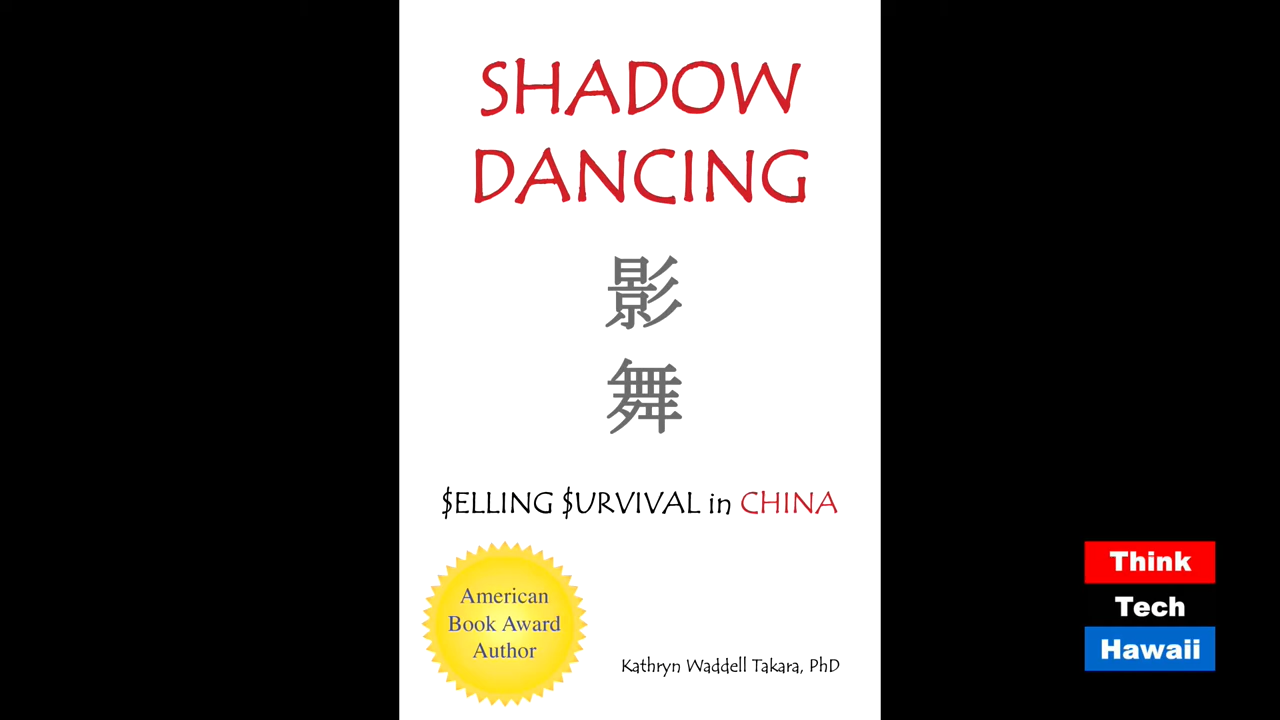 SHADOW
DANCING
影
舞
$ELLING $URVIVAL in CHINA
American
Book Award
Author
Kathryn Waddell Takara, PhD
Think
Tech
Hawaii